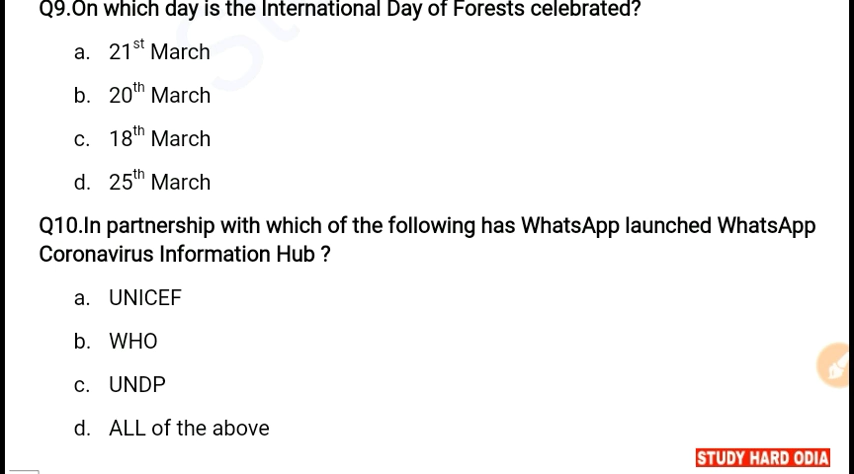 Q9.On which day is the International Day of Forests celebrated?
a. 21st March
b. 20th March
c. 18th March
d. 25th March
Q10.In partnership with which of the following has WhatsApp launched WhatsApp
Coronavirus Information Hub ?
a. UNICEF
b. WHO
c. UNDP
d. ALL of the above
STUDY HARD ODIA